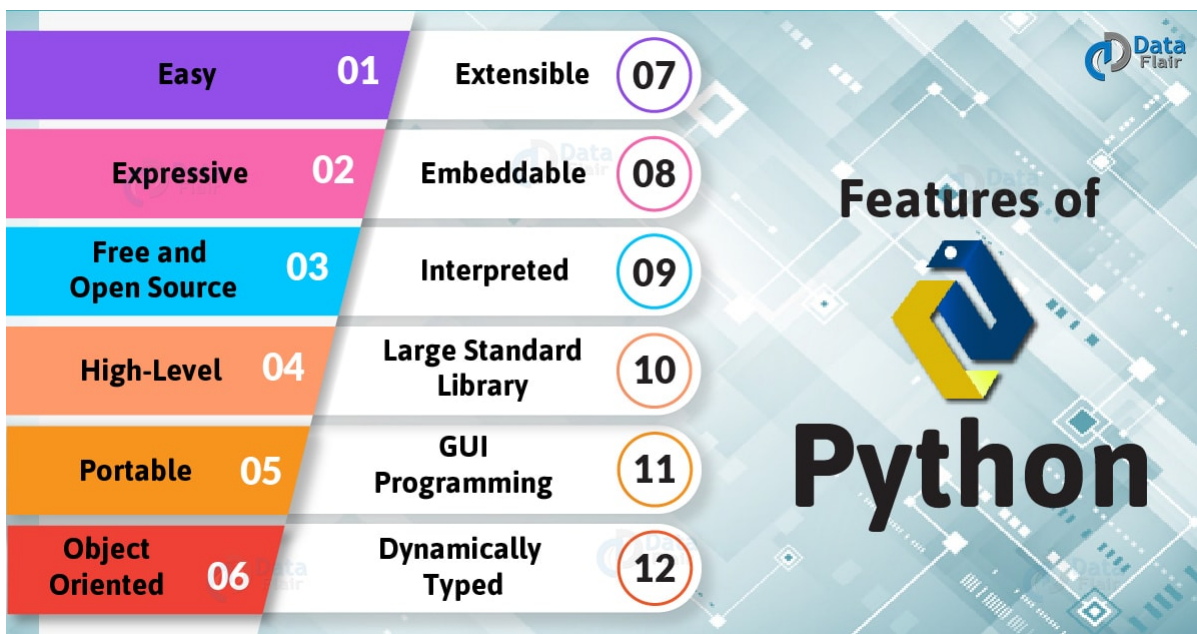 Easy 01
Expressive 02
Free and
Open Source 03
High-Level 04
Portable 05
Object
Oriented 06
Extensible 07
Embeddable 08
Interpreted 09
Large Standard
Library 10
GUI
Programming 11
Dynamically
Typed 12
Data
Flair
Features of
Python